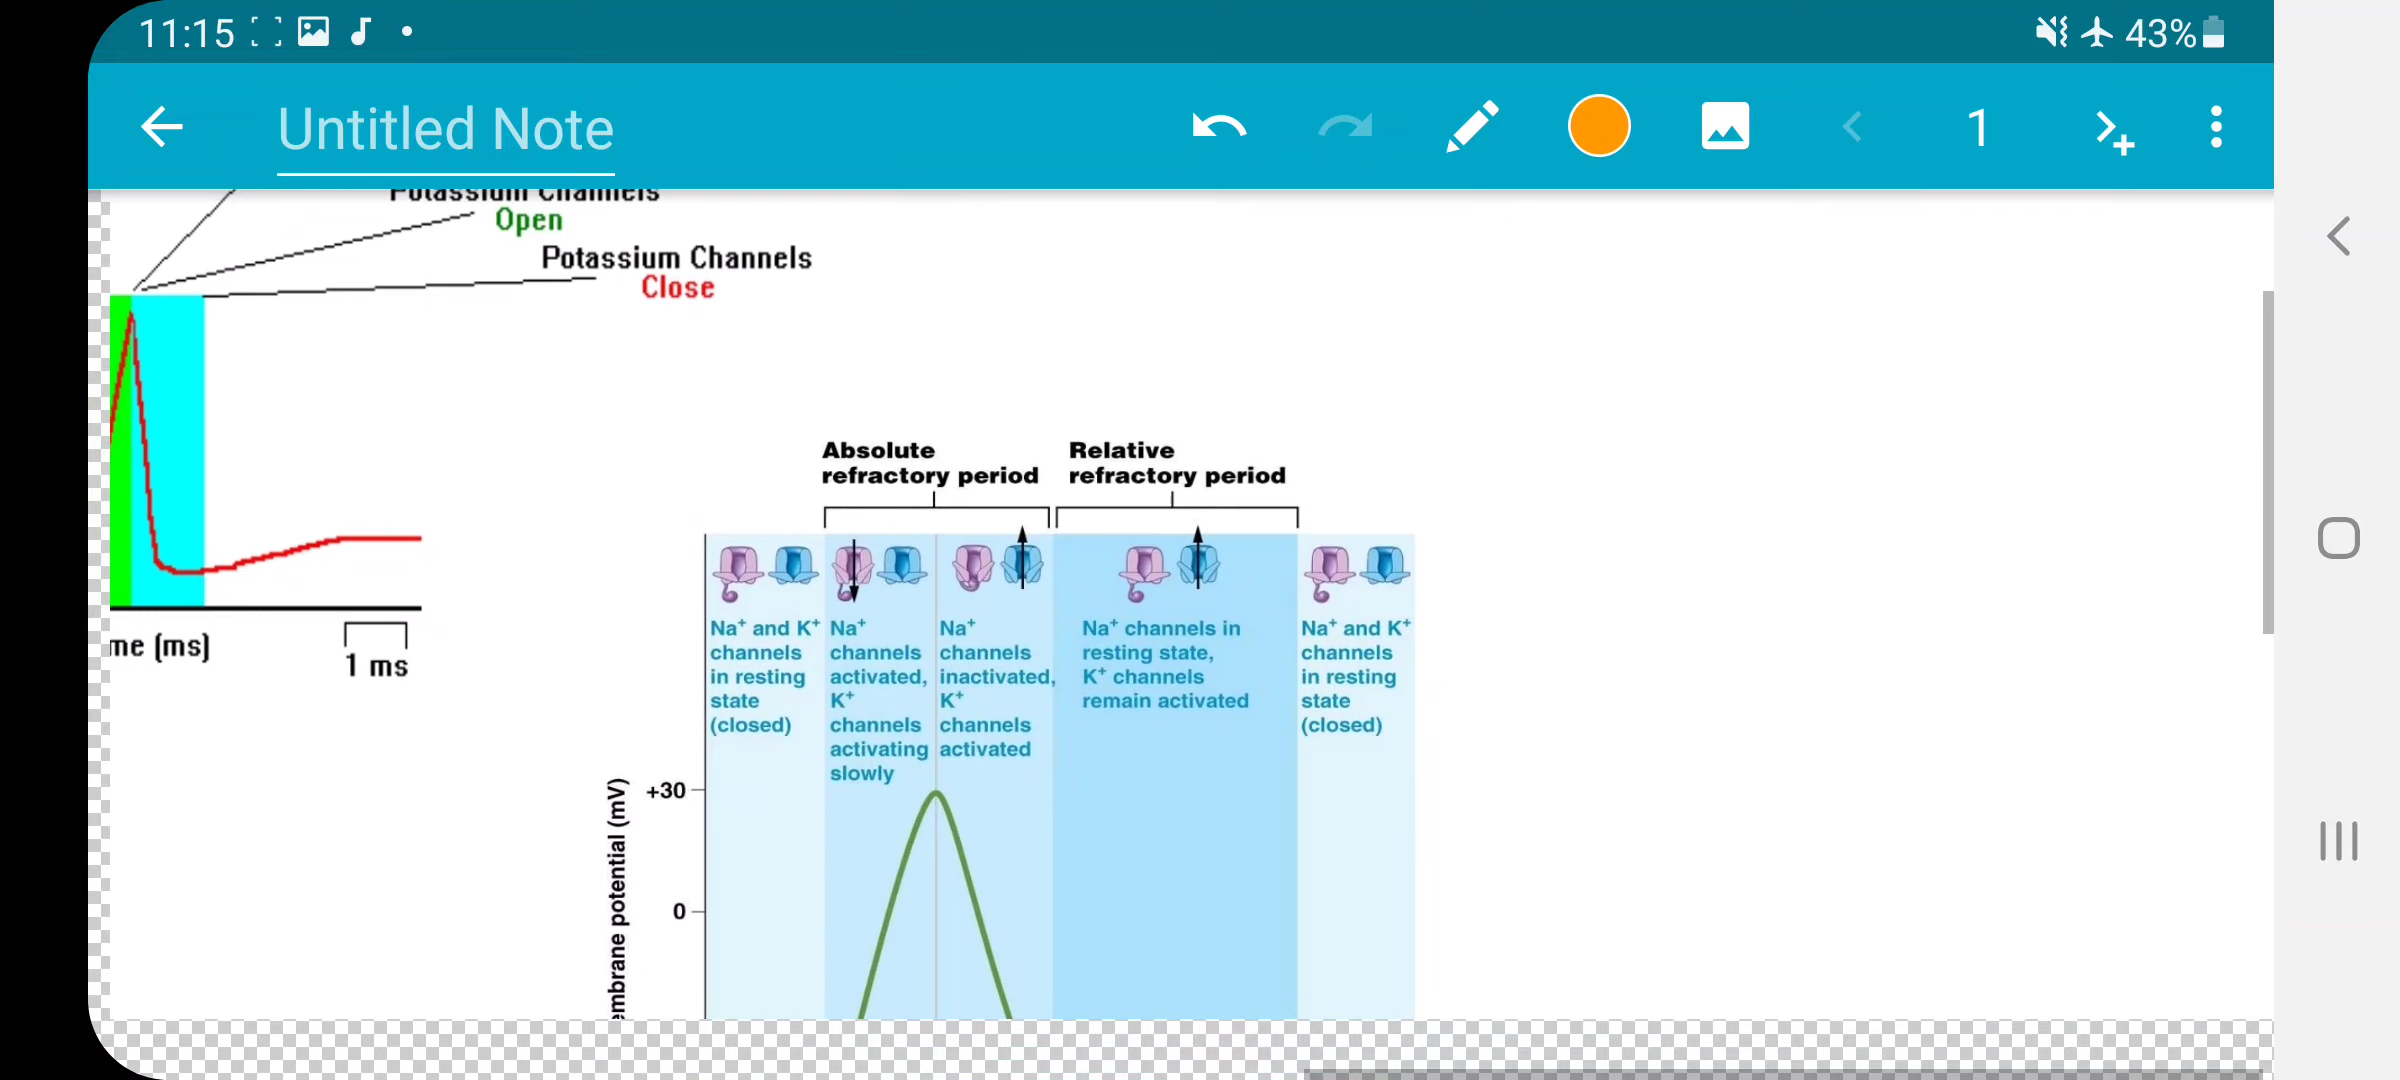 11:15
43%
Untitled Note
1
Potassium Channels
Open
Potassium Channels
Close
(ms)
1 ms
Absolute
refractory period
Relative
refractory period
Na⁺ and K⁺
channels
in resting
state
(closed)
Na⁺
channels
activated,
K⁺
channels
activating
slowly
Na⁺
channels
inactivated,
K⁺
channels
activated
Na⁺ channels in
resting state,
K⁺ channels
remain activated
Na⁺ and K⁺
channels
in resting
state
(closed)
potential (mV)
+30
0